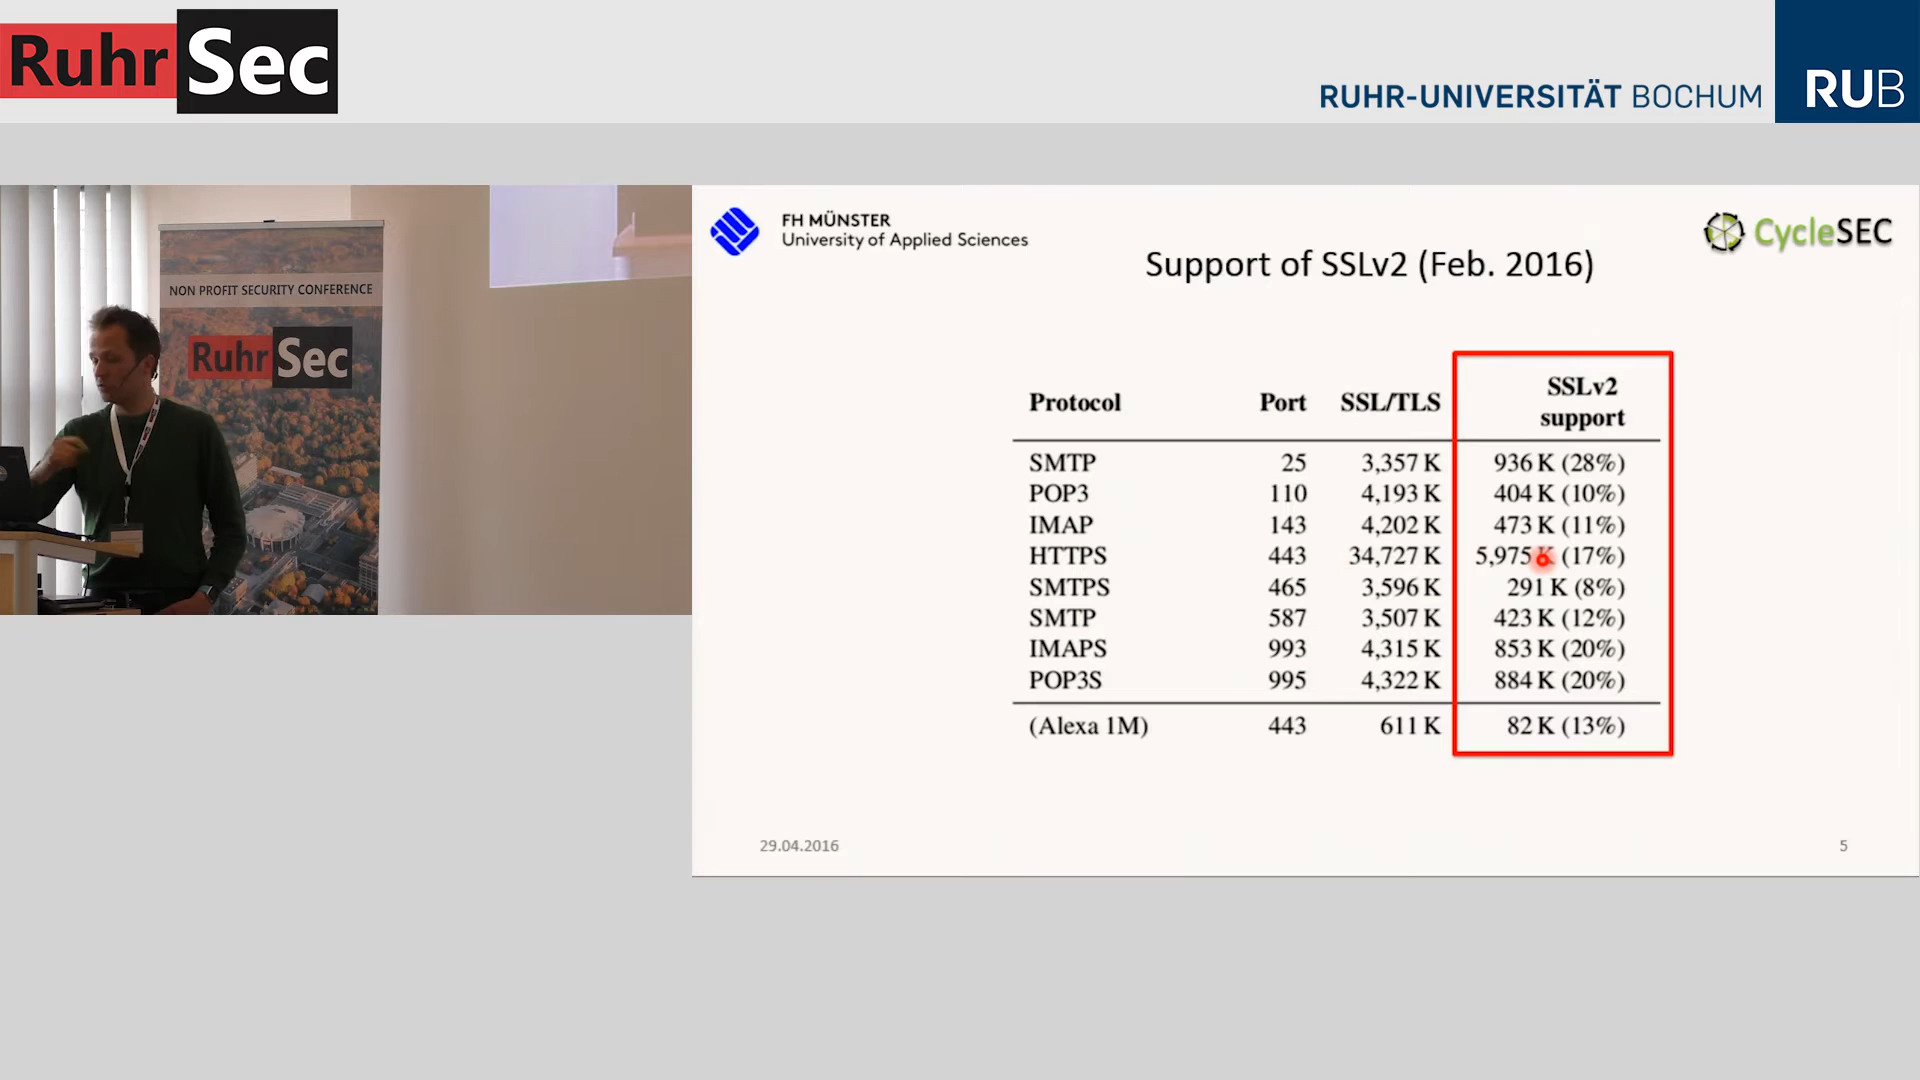 RuhrSec
RUHR-UNIVERSITÄT BOCHUM
RUB
NON PROFIT SECURITY CONFERENCE
RuhrSec
FH MÜNSTER
University of Applied Sciences
CycleSEC
Support of SSLv2 (Feb. 2016)
Protocol Port SSL/TLS SSLv2 support
SMTP 25 3,357 K 936 K (28%)
POP3 110 4,193 K 404 K (10%)
IMAP 143 4,202 K 473 K (11%)
HTTPS 443 34,727 K 5,975 K (17%)
SMTPS 465 3,596 K 291 K (8%)
SMTP 587 3,507 K 423 K (12%)
IMAPS 993 4,315 K 853 K (20%)
POP3S 995 4,322 K 884 K (20%)
(Alexa 1M) 443 611 K 82 K (13%)
29.04.2016
5